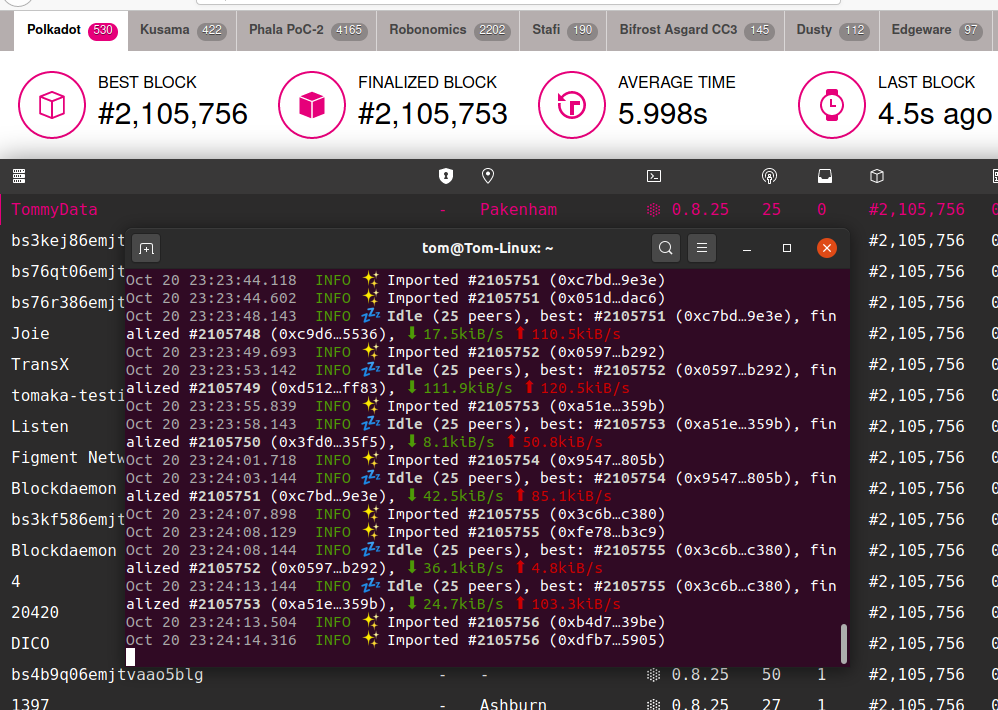 Polkadot 530 Kusama 422 Phala PoC-2 4165 Robonomics 2202 Stafi 190 Bifrost Asgard CC3 145 Dusty 112 Edgeware 97
BEST BLOCK FINALIZED BLOCK AVERAGE TIME LAST BLOCK
#2,105,756 #2,105,753 5.998s 4.5s ago
TommyData - Pakenham 0.8.25 25 0 #2,105,756
bs3kej86emjt #2,105,756
tom@Tom-Linux: ~
bs76qt06emjt #2,105,756
bs76r386emjt #2,105,756
Joie #2,105,756
TransX #2,105,756
tomaka-testi #2,105,756
Listen #2,105,756
Figment Netw #2,105,756
Blockdaemon #2,105,756
bs3kf586emjt #2,105,756
Blockdaemon #2,105,756
4 #2,105,756
20420 #2,105,756
DICO #2,105,756
Oct 20 23:23:44.118 INFO ✨ Imported #2105751 (0xc7bd…9e3e)
Oct 20 23:23:44.602 INFO ✨ Imported #2105751 (0x051d…dac6)
Oct 20 23:23:48.143 INFO 💤 Idle (25 peers), best: #2105751 (0xc7bd…9e3e), fin
alized #2105748 (0xc9d6…5536), ⬇ 17.5kiB/s ⬆ 110.5kiB/s
Oct 20 23:23:49.693 INFO ✨ Imported #2105752 (0x0597…b292)
Oct 20 23:23:53.142 INFO 💤 Idle (25 peers), best: #2105752 (0x0597…b292), fin
alized #2105749 (0xd512…ff83), ⬇ 111.9kiB/s ⬆ 120.5kiB/s
Oct 20 23:23:55.839 INFO ✨ Imported #2105753 (0xa51e…359b)
Oct 20 23:23:58.143 INFO 💤 Idle (25 peers), best: #2105753 (0xa51e…359b), fin
alized #2105750 (0x3fd0…35f5), ⬇ 8.1kiB/s ⬆ 50.8kiB/s
Oct 20 23:24:01.718 INFO ✨ Imported #2105754 (0x9547…805b)
Oct 20 23:24:03.144 INFO 💤 Idle (25 peers), best: #2105754 (0x9547…805b), fin
alized #2105751 (0xc7bd…9e3e), ⬇ 42.5kiB/s ⬆ 85.1kiB/s
Oct 20 23:24:07.898 INFO ✨ Imported #2105755 (0x3c6b…c380)
Oct 20 23:24:08.129 INFO ✨ Imported #2105755 (0xfe78…b3c9)
Oct 20 23:24:08.144 INFO 💤 Idle (25 peers), best: #2105755 (0x3c6b…c380), fin
alized #2105752 (0x0597…b292), ⬇ 36.1kiB/s ⬆ 4.8kiB/s
Oct 20 23:24:13.144 INFO 💤 Idle (25 peers), best: #2105755 (0x3c6b…c380), fin
alized #2105753 (0xa51e…359b), ⬇ 24.7kiB/s ⬆ 103.3kiB/s
Oct 20 23:24:13.504 INFO ✨ Imported #2105756 (0xb4d7…39be)
Oct 20 23:24:14.316 INFO ✨ Imported #2105756 (0xdfb7…5905)
bs4b9q06emjtvaao5blg - - 0.8.25 50 1 #2,105,756
1397 - Ashburn 0.8.25 27 1 #2,105,756